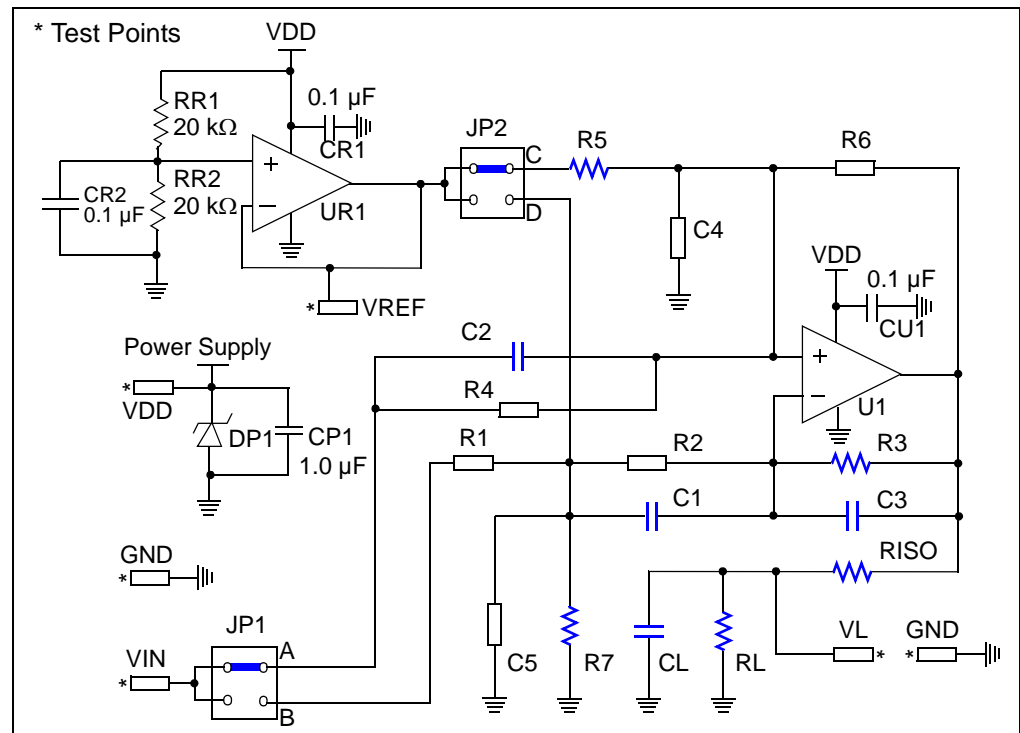 * Test Points
VDD
RR1
20 kΩ
0.1 µF
CR1
JP2
C
R5
R6
+
−
UR1
RR2
20 kΩ
CR2
0.1 µF
D
C4
VDD
0.1 µF
CU1
* VREF
C2
Power Supply
+
−
U1
*
VDD
R4
DP1
CP1
1.0 µF
R1
R2
R3
C1
C3
GND
*
RISO
JP1
A
VIN
*
B
C5
R7
CL
RL
VL
*
GND
*